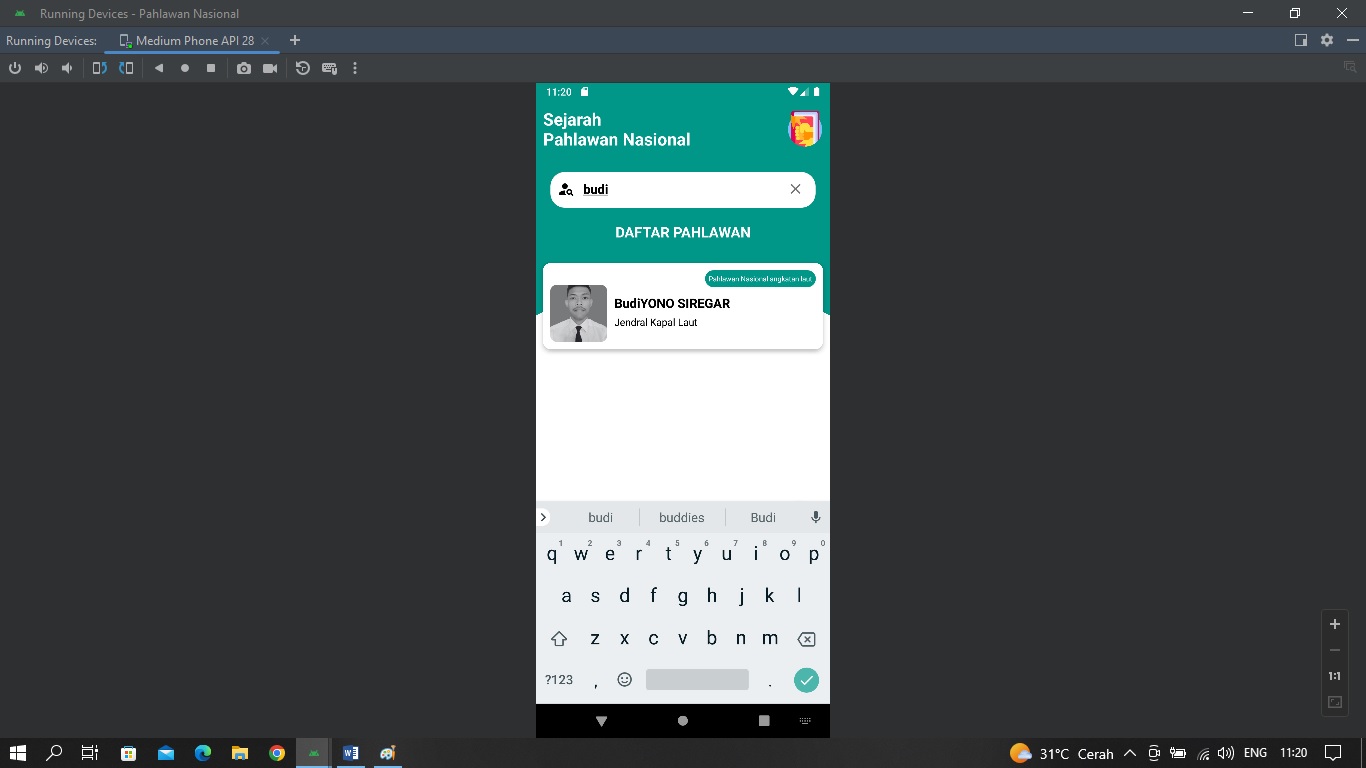 Running Devices - Pahlawan Nasional
Running Devices:
Medium Phone API 28
11:20
Sejarah
Pahlawan Nasional
budi
DAFTAR PAHLAWAN
Pahlawan Nasional angkatan laut
BudiYONO SIREGAR
Jendral Kapal Laut
budi buddies Budi
1 2 3 4 5 6 7 8 9 0
q w e r t y u i o p
a s d f g h j k l
z x c v b n m
?123 , .
1:1
31°C Cerah
ENG
11:20